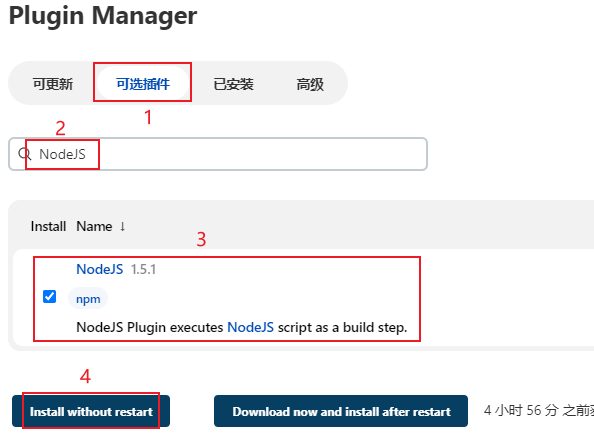 Plugin Manager
可更新 可选插件 已安装 高级
1
2
NodeJS
Install Name ↓
3
NodeJS 1.5.1
npm
NodeJS Plugin executes NodeJS script as a build step.
4
Install without restart Download now and install after restart 4 小时 56 分 之前